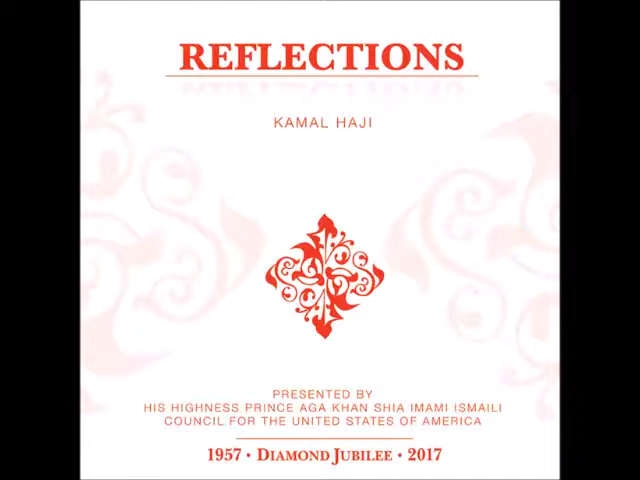 REFLECTIONS
KAMAL HAJI
PRESENTED BY
HIS HIGHNESS PRINCE AGA KHAN SHIA IMAMI ISMAILI
COUNCIL FOR THE UNITED STATES OF AMERICA
1957 • DIAMOND JUBILEE • 2017